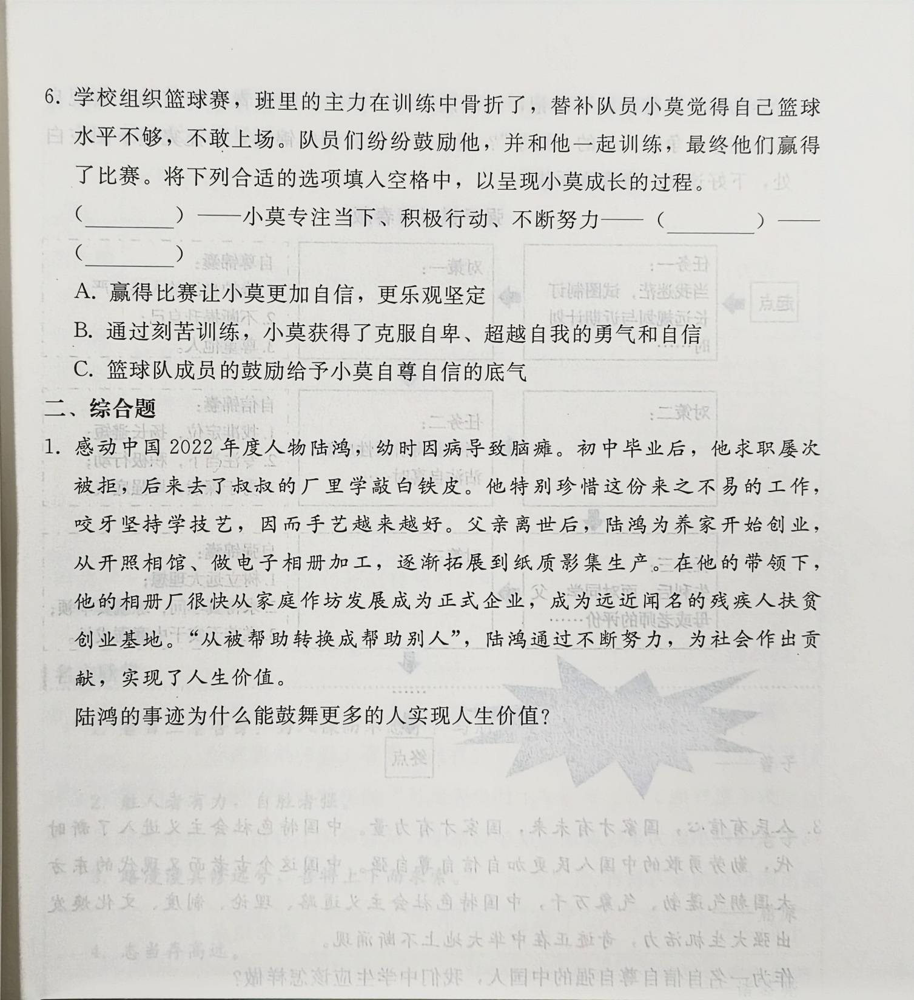 6. 学校组织篮球赛，班里的主力在训练中骨折了，替补队员小莫觉得自己篮球
水平不够，不敢上场。队员们纷纷鼓励他，并和他一起训练，最终他们赢得
了比赛。将下列合适的选项填入空格中，以呈现小莫成长的过程。
（________）——小莫专注当下、积极行动、不断努力——（________）——
（________）
A. 赢得比赛让小莫更加自信，更乐观坚定
B. 通过刻苦训练，小莫获得了克服自卑、超越自我的勇气和自信
C. 篮球队成员的鼓励给予小莫自尊自信的底气
二、综合题
1. 感动中国 2022 年度人物陆鸿，幼时因病导致脑瘫。初中毕业后，他求职屡次
被拒，后来去了叔叔的厂里学敲白铁皮。他特别珍惜这份来之不易的工作，
咬牙坚持学技艺，因而手艺越来越好。父亲离世后，陆鸿为养家开始创业，
从开照相馆、做电子相册加工，逐渐拓展到纸质影集生产。在他的带领下，
他的相册厂很快从家庭作坊发展成为正式企业，成为远近闻名的残疾人扶贫
创业基地。“从被帮助转换成帮助别人”，陆鸿通过不断努力，为社会作出贡
献，实现了人生价值。
陆鸿的事迹为什么能鼓舞更多的人实现人生价值？